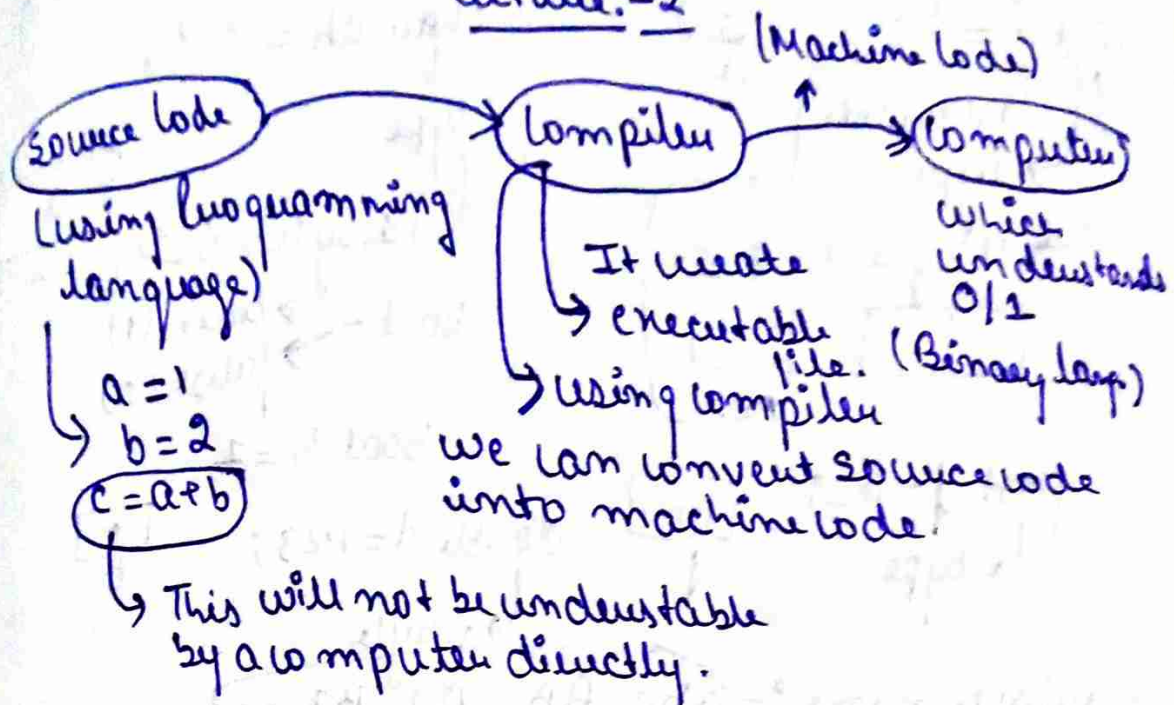 Lecture:-2
(Machine Code)
Source Code
Compiler
Computer
(using Programming
language)
which
understands
0/1
(Binary lang)
It create
executable
file.
a = 1
b = 2
c = a+b
using compiler
we can convert source code
into machine code.
This will not be understable
by a computer directly.